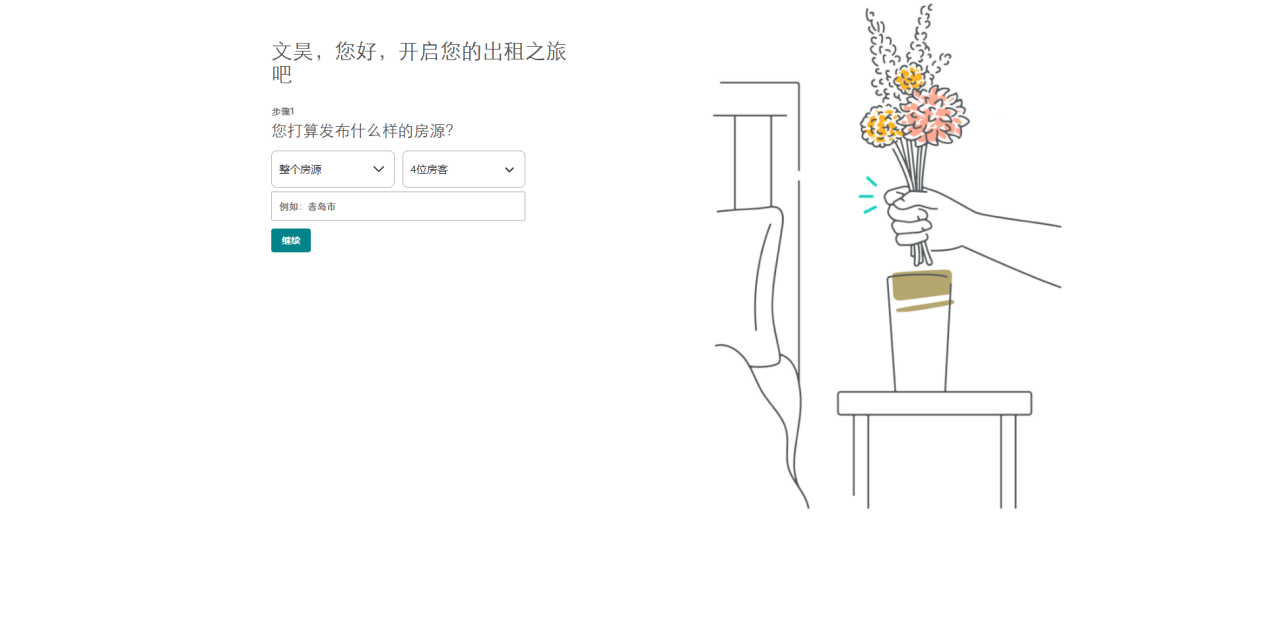 文昊，您好，开启您的出租之旅
吧
步骤1
您打算发布什么样的房源？
整个房源
4位房客
例如：青岛市
继续